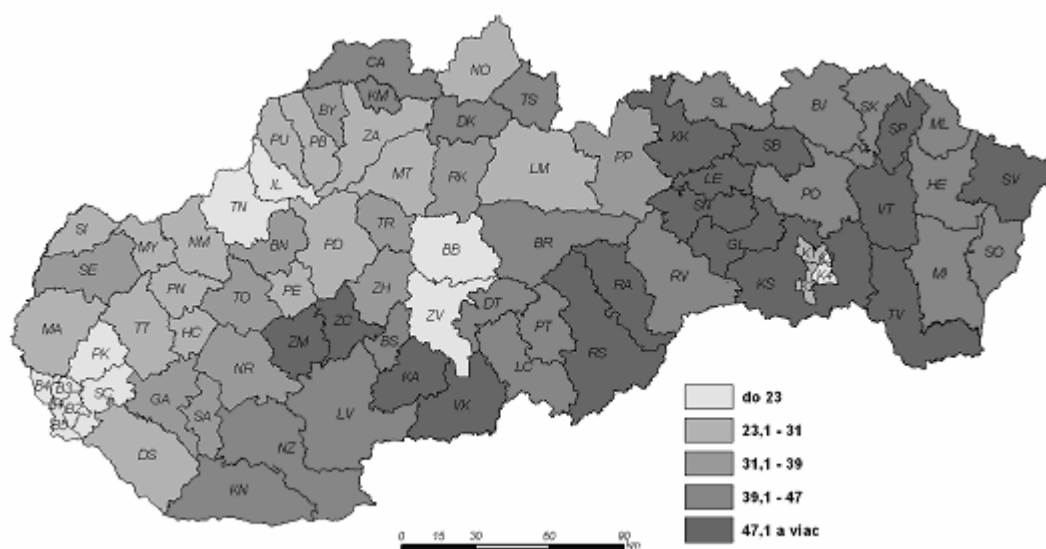 CA
NO
KM
TS
BY
DK
SL
BJ
SK
SP
ML
PU
PB
ZA
KK
SB
PP
LM
MT
RK
IL
LE
PO
HE
SV
TN
SN
VT
SI
MY
NM
BN
PD
TR
BB
BR
GL
SO
SE
PN
TO
PE
ZH
RV
KS
MI
RA
ZV
DT
MA
TT
HC
ZM
ZC
BS
PT
TV
PK
RS
NR
KA
LC
B4
B3
SC
GA
SA
LV
VK
B2
B5
DS
NZ
KN
do 23
23,1 - 31
31,1 - 39
39,1 - 47
47,1 a viac
0 15 30 60 90